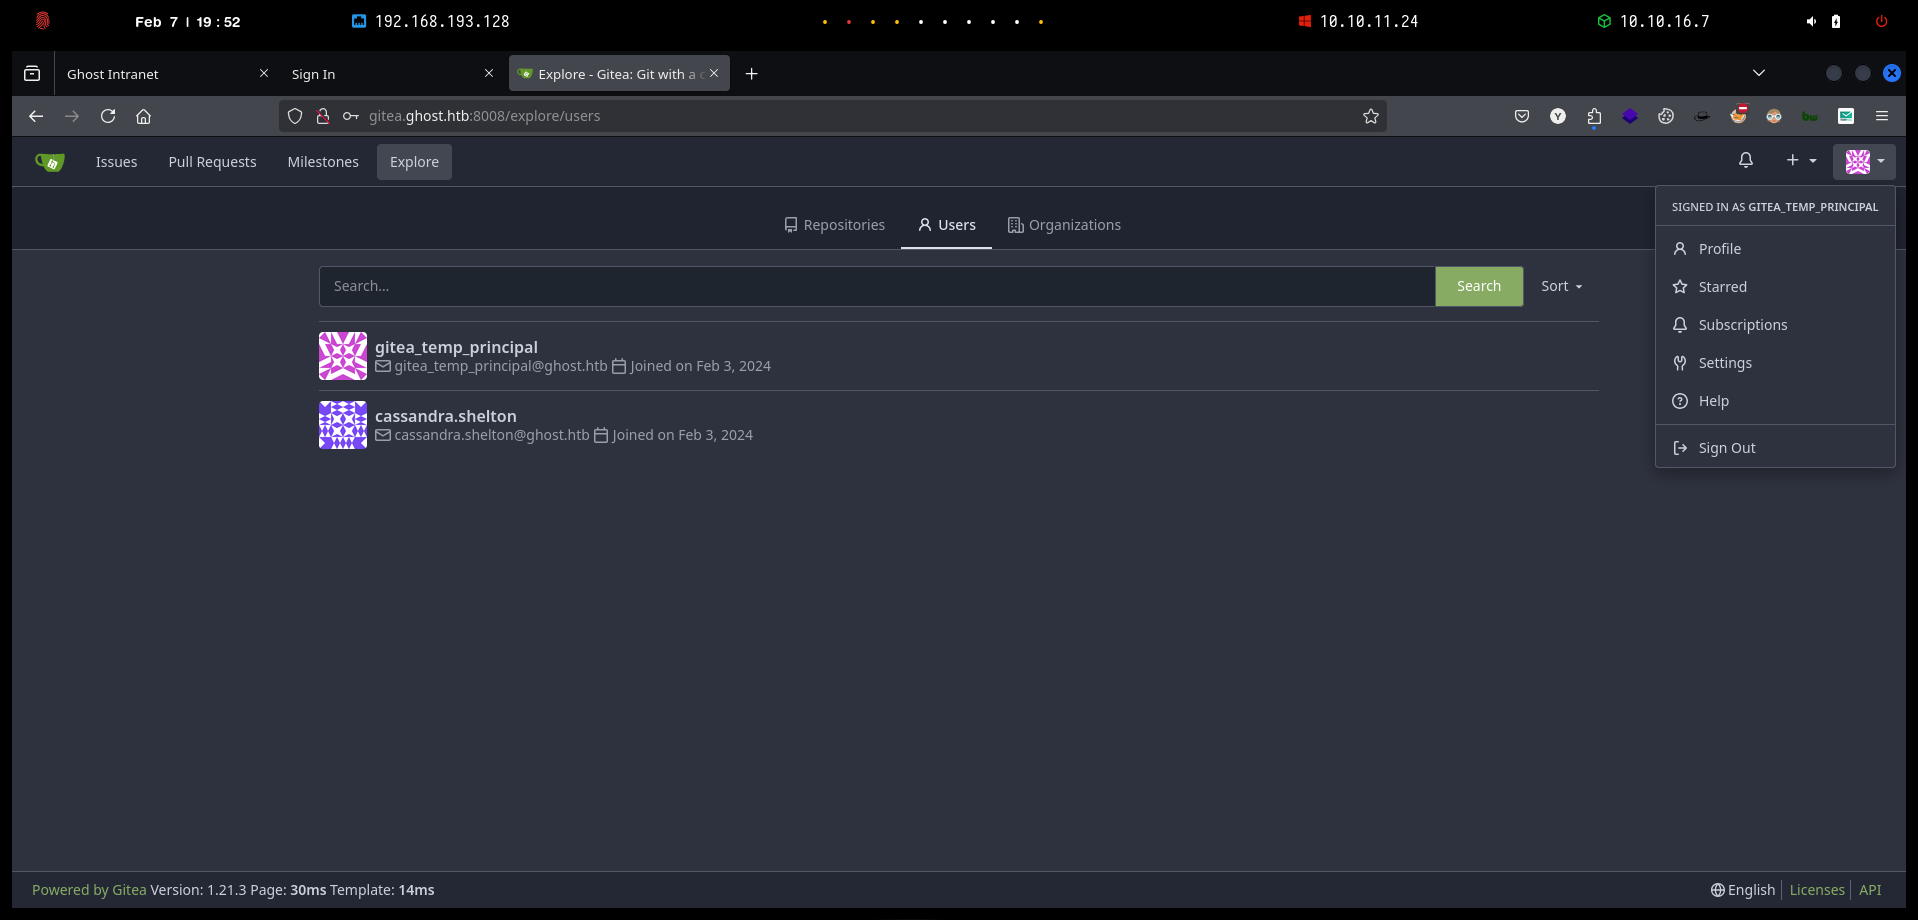 Feb 7 | 19:52 192.168.193.128 10.10.11.24 10.10.16.7
Ghost Intranet Sign In Explore - Gitea: Git with a c
gitea.ghost.htb:8008/explore/users
Issues Pull Requests Milestones Explore
SIGNED IN AS GITEA_TEMP_PRINCIPAL
Profile
Starred
Subscriptions
Settings
Help
Sign Out
Repositories Users Organizations
Search... Search Sort
gitea_temp_principal
gitea_temp_principal@ghost.htb Joined on Feb 3, 2024
cassandra.shelton
cassandra.shelton@ghost.htb Joined on Feb 3, 2024
Powered by Gitea Version: 1.21.3 Page: 30ms Template: 14ms English Licenses API